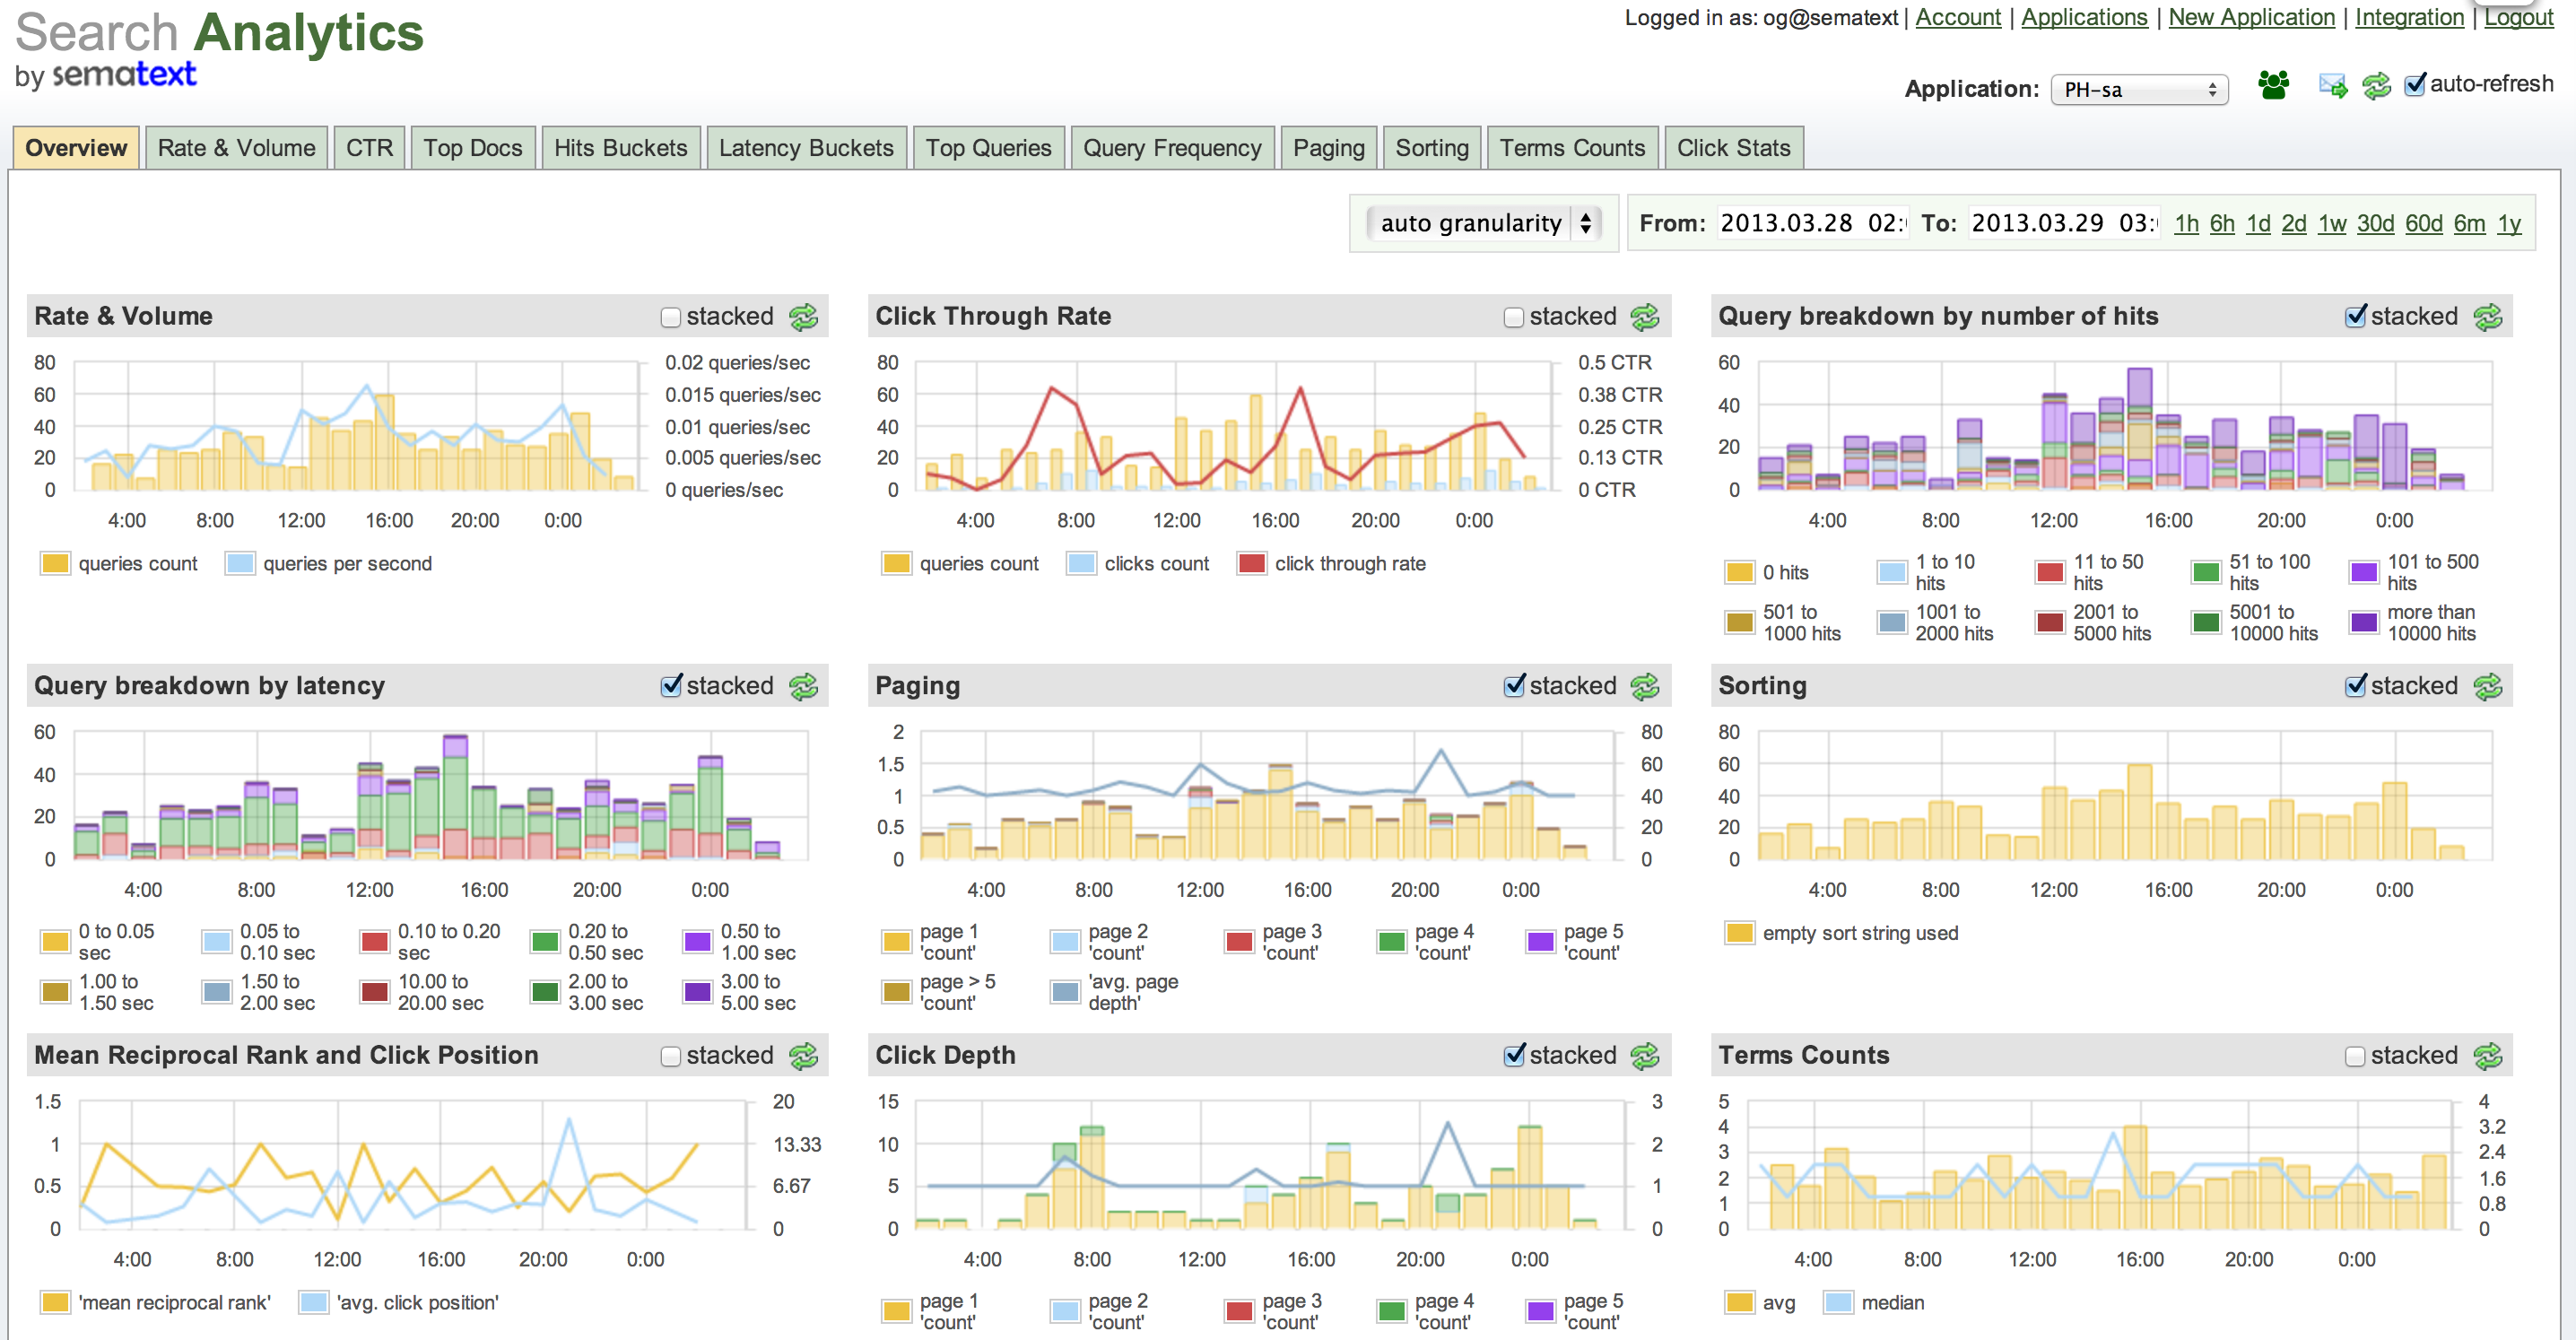 Search Analytics
by sematext
Logged in as: og@sematext | Account | Applications | New Application | Integration | Logout
Application: PH-sa auto-refresh
Overview Rate & Volume CTR Top Docs Hits Buckets Latency Buckets Top Queries Query Frequency Paging Sorting Terms Counts Click Stats
auto granularity From: 2013.03.28 02: To: 2013.03.29 03: 1h 6h 1d 2d 1w 30d 60d 6m 1y
Rate & Volume stacked
80 0.02 queries/sec
60 0.015 queries/sec
40 0.01 queries/sec
20 0.005 queries/sec
0 0 queries/sec
4:00 8:00 12:00 16:00 20:00 0:00
queries count queries per second
Click Through Rate stacked
80 0.5 CTR
60 0.38 CTR
40 0.25 CTR
20 0.13 CTR
0 0 CTR
4:00 8:00 12:00 16:00 20:00 0:00
queries count clicks count click through rate
Query breakdown by number of hits stacked
60
40
20
0
4:00 8:00 12:00 16:00 20:00 0:00
0 hits
1 to 10
hits
11 to 50
hits
51 to 100
hits
101 to 500
hits
501 to
1000 hits
1001 to
2000 hits
2001 to
5000 hits
5001 to
10000 hits
more than
10000 hits
Query breakdown by latency stacked
60
40
20
0
4:00 8:00 12:00 16:00 20:00 0:00
0 to 0.05
sec
0.05 to
0.10 sec
0.10 to 0.20
sec
0.20 to
0.50 sec
0.50 to
1.00 sec
1.00 to
1.50 sec
1.50 to
2.00 sec
10.00 to
20.00 sec
2.00 to
3.00 sec
3.00 to
5.00 sec
Paging stacked
2 80
1.5 60
1 40
0.5 20
0 0
4:00 8:00 12:00 16:00 20:00 0:00
page 1
'count'
page 2
'count'
page 3
'count'
page 4
'count'
page 5
'count'
page > 5
'count'
'avg. page
depth'
Sorting stacked
80
60
40
20
0
4:00 8:00 12:00 16:00 20:00 0:00
empty sort string used
Mean Reciprocal Rank and Click Position stacked
1.5 20
1 13.33
0.5 6.67
0 0
4:00 8:00 12:00 16:00 20:00 0:00
'mean reciprocal rank' 'avg. click position'
Click Depth stacked
15 3
10 2
5 1
0 0
4:00 8:00 12:00 16:00 20:00 0:00
page 1
'count'
page 2
'count'
page 3
'count'
page 4
'count'
page 5
'count'
Terms Counts stacked
5 4
4 3.2
3 2.4
2 1.6
1 0.8
0 0
4:00 8:00 12:00 16:00 20:00 0:00
avg median